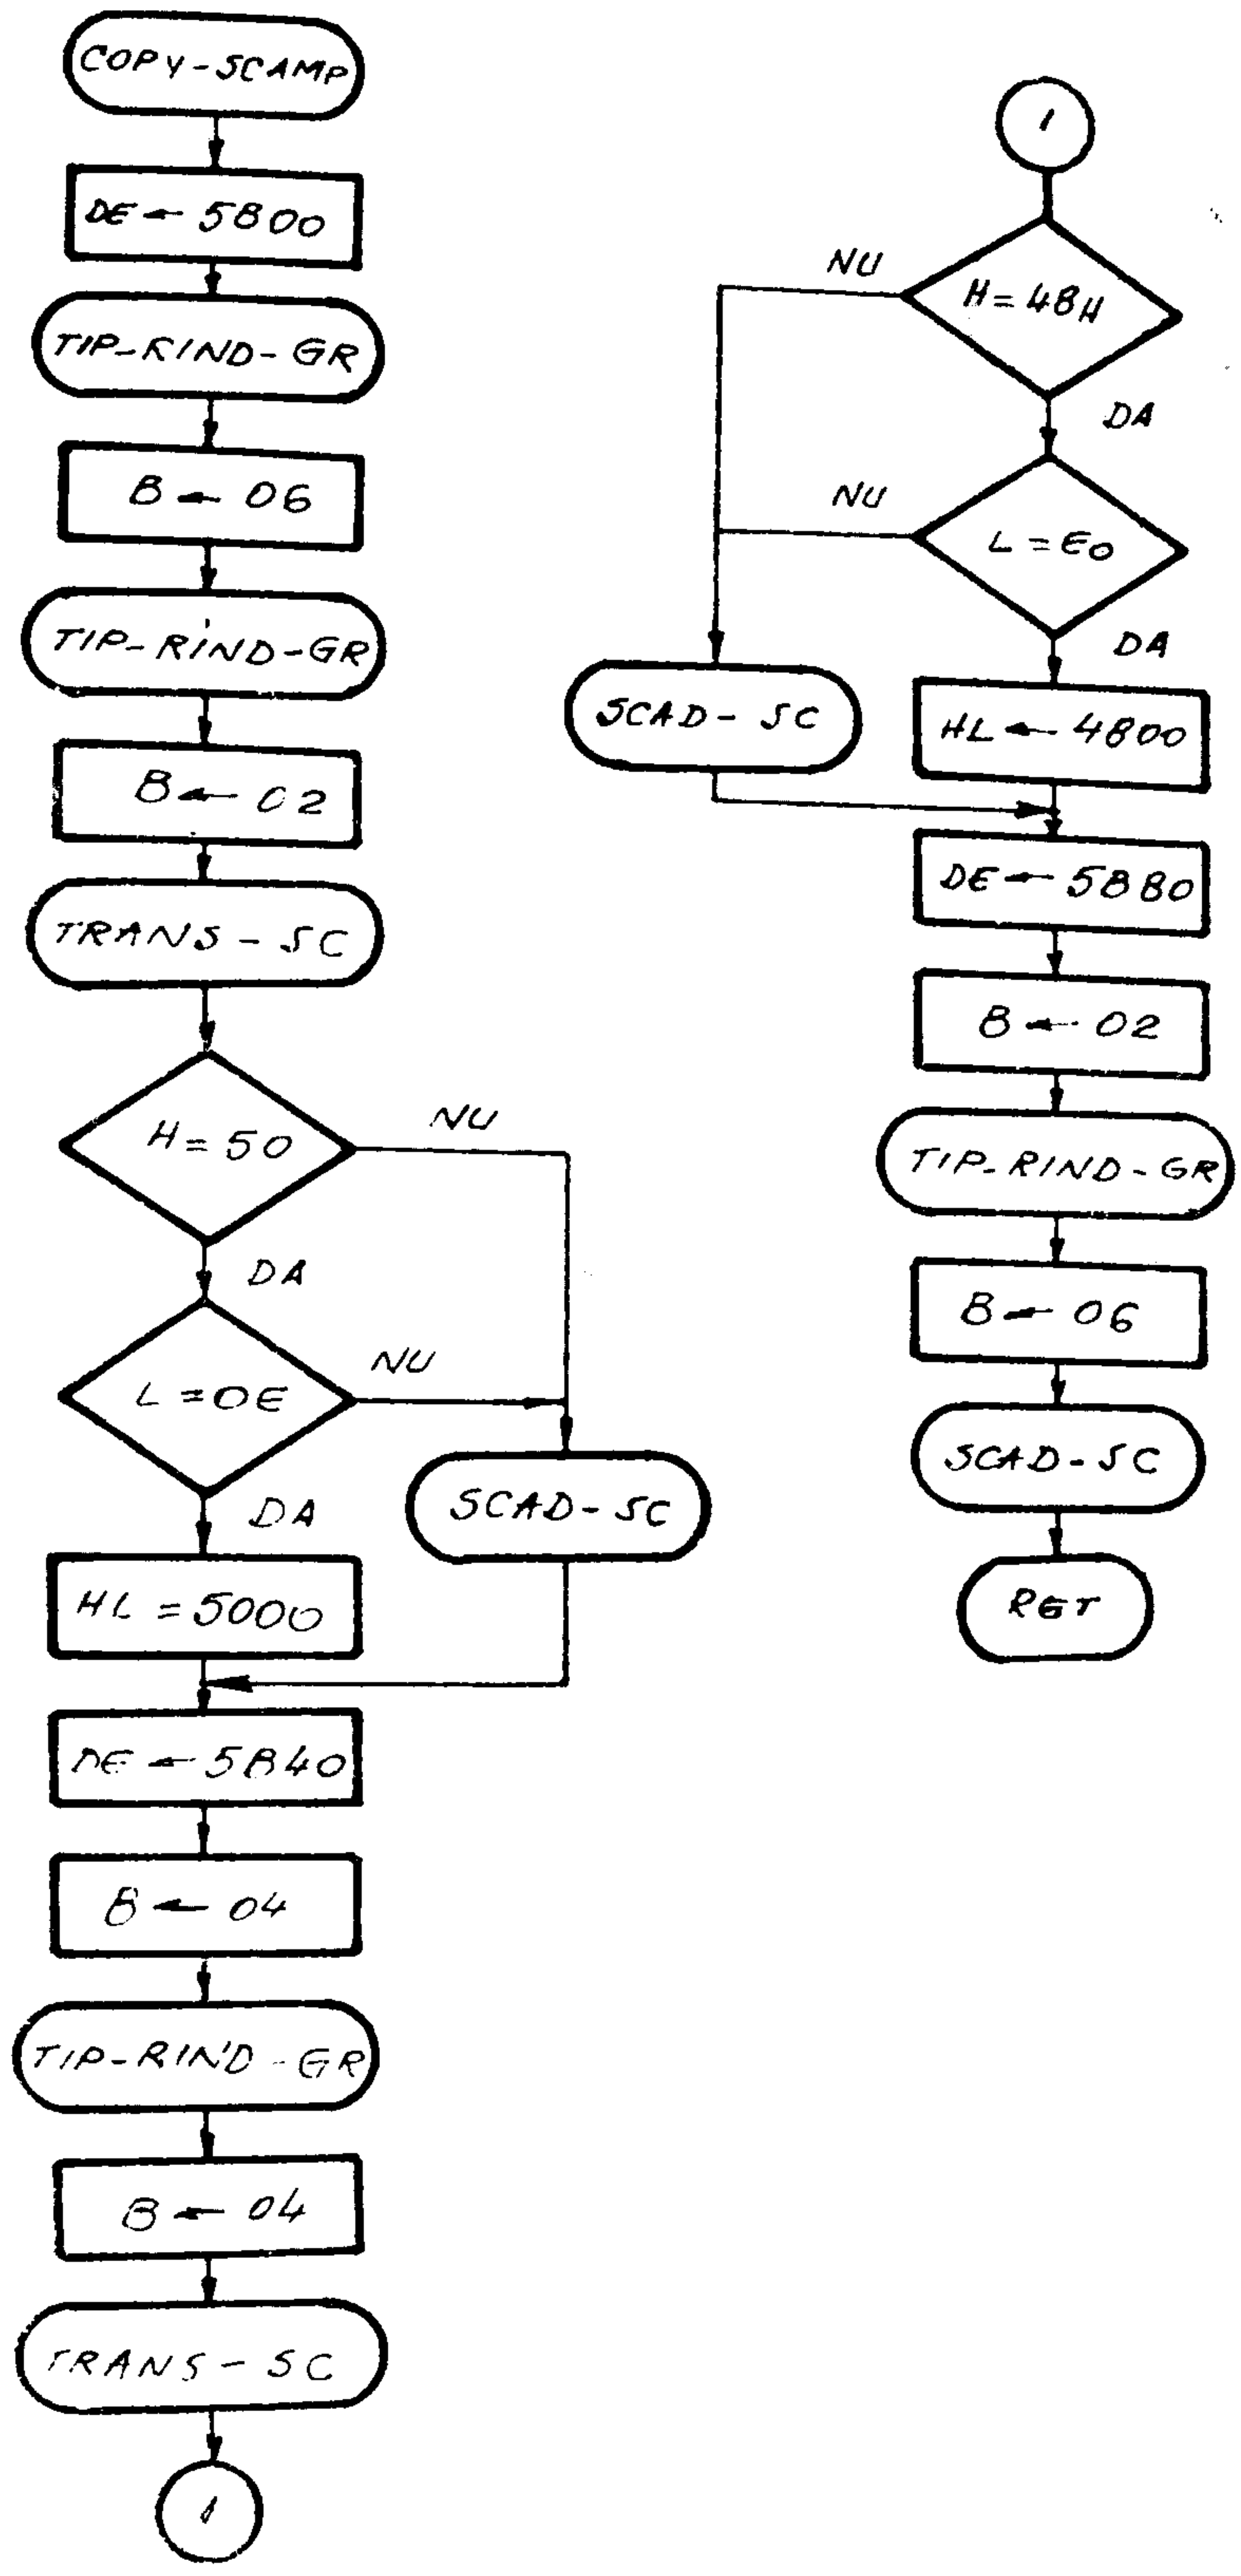 COPY-SCAMP
DE ← 5800
TIP-RIND-GR
B ← 06
TIP-RIND-GR
B ← 02
TRANS-SC
H = 50
NU
DA
L = 0E
NU
DA
SCAD-SC
HL = 5000
DE ← 5840
B ← 04
TIP-RIND-GR
B ← 04
TRANS-SC
1
1
H = 48H
NU
DA
L = E0
NU
DA
SCAD-SC
HL ← 4800
DE ← 5880
B ← 02
TIP-RIND-GR
B ← 06
SCAD-SC
RET